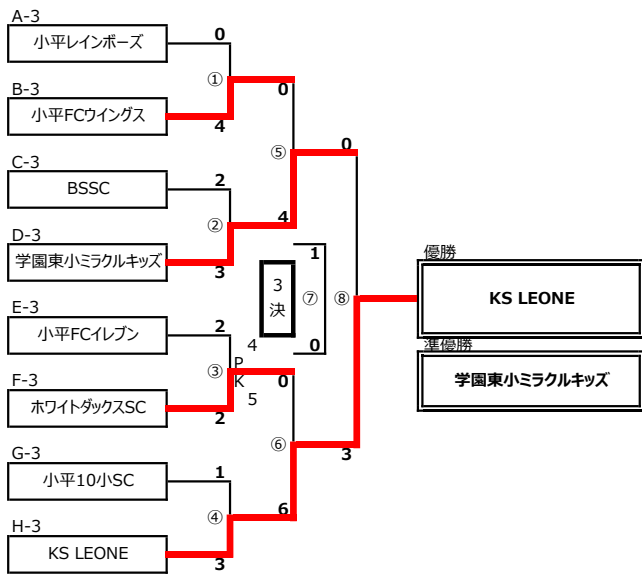 A-3
小平レインボーズ
0
①
B-3
小平FCウイングス
4
0
C-3
BSSC
2
⑤
0
②
D-3
学園東小ミラクルキッズ
3
4
E-3
小平FCイレブン
2
3決
1
⑦
0
⑧
③
4
PK
5
F-3
ホワイトダックスSC
2
0
G-3
小平10小SC
1
⑥
3
④
H-3
KS LEONE
3
6
優勝
KS LEONE
準優勝
学園東小ミラクルキッズ